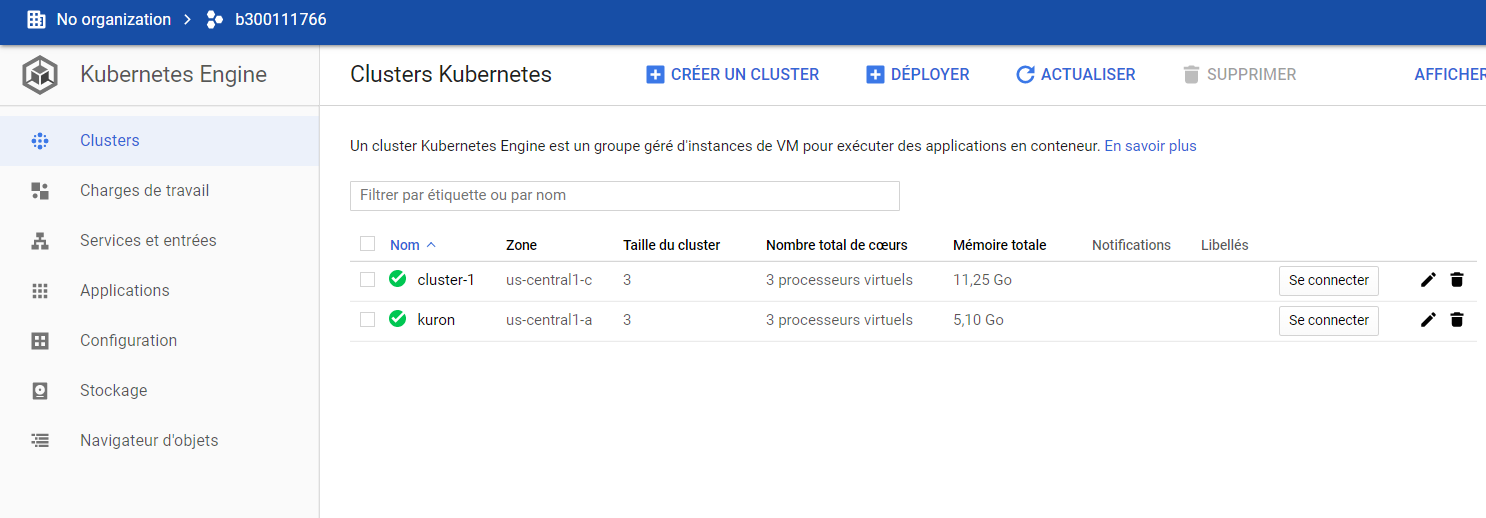 No organization b300111766
Kubernetes Engine
Clusters Kubernetes CRÉER UN CLUSTER DÉPLOYER ACTUALISER SUPPRIMER AFFICHER
Clusters
Charges de travail
Services et entrées
Applications
Configuration
Stockage
Navigateur d'objets
Un cluster Kubernetes Engine est un groupe géré d'instances de VM pour exécuter des applications en conteneur. En savoir plus
Filtrer par étiquette ou par nom
Nom Zone Taille du cluster Nombre total de cœurs Mémoire totale Notifications Libellés
cluster-1 us-central1-c 3 3 processeurs virtuels 11,25 Go Se connecter
kuron us-central1-a 3 3 processeurs virtuels 5,10 Go Se connecter